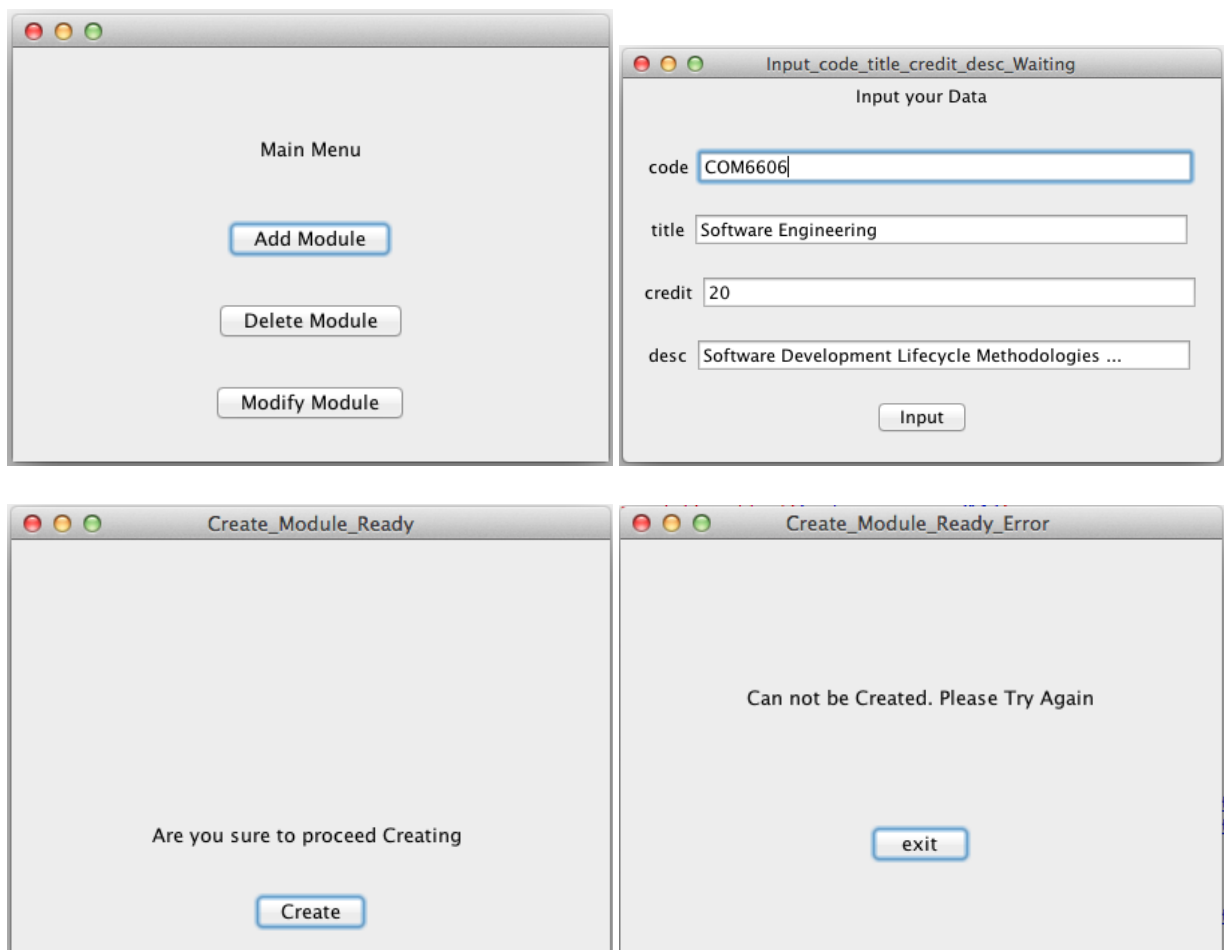 Main Menu
Add Module
Delete Module
Modify Module
Input_code_title_credit_desc_Waiting
Input your Data
code COM6606
title Software Engineering
credit 20
desc Software Development Lifecycle Methodologies ...
Input
Create_Module_Ready
Are you sure to proceed Creating
Create
Create_Module_Ready_Error
Can not be Created. Please Try Again
exit